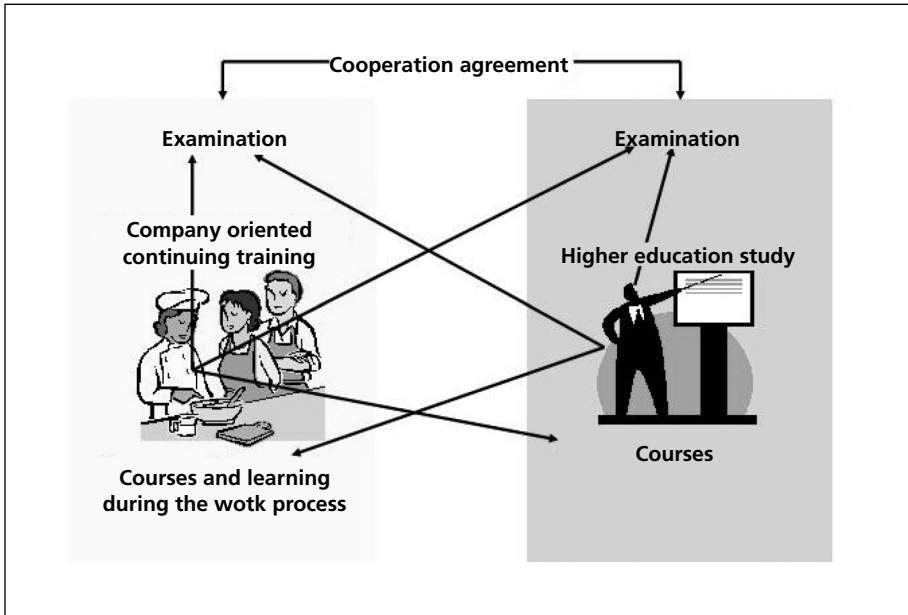 Cooperation agreement
Examination
Examination
Company oriented
continuing training
Higher education study
Courses and learning
during the wotk process
Courses